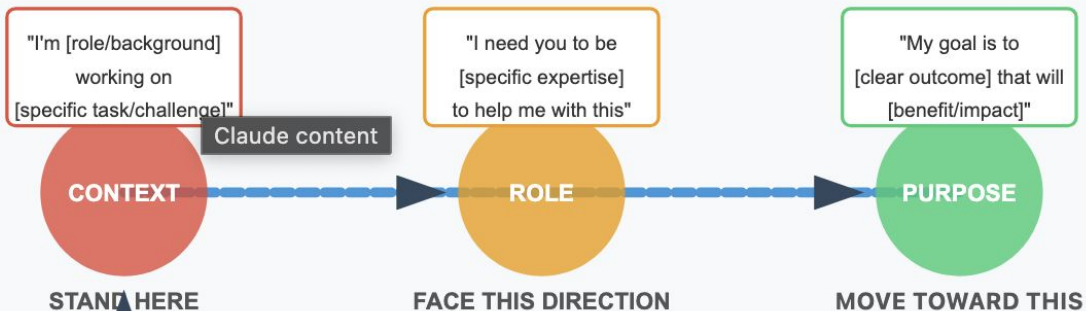 "I'm [role/background]
working on
[specific task/challenge]"
"I need you to be
[specific expertise]
to help me with this"
"My goal is to
[clear outcome] that will
[benefit/impact]"
Claude content
CONTEXT
ROLE
PURPOSE
STAND HERE
FACE THIS DIRECTION
MOVE TOWARD THIS